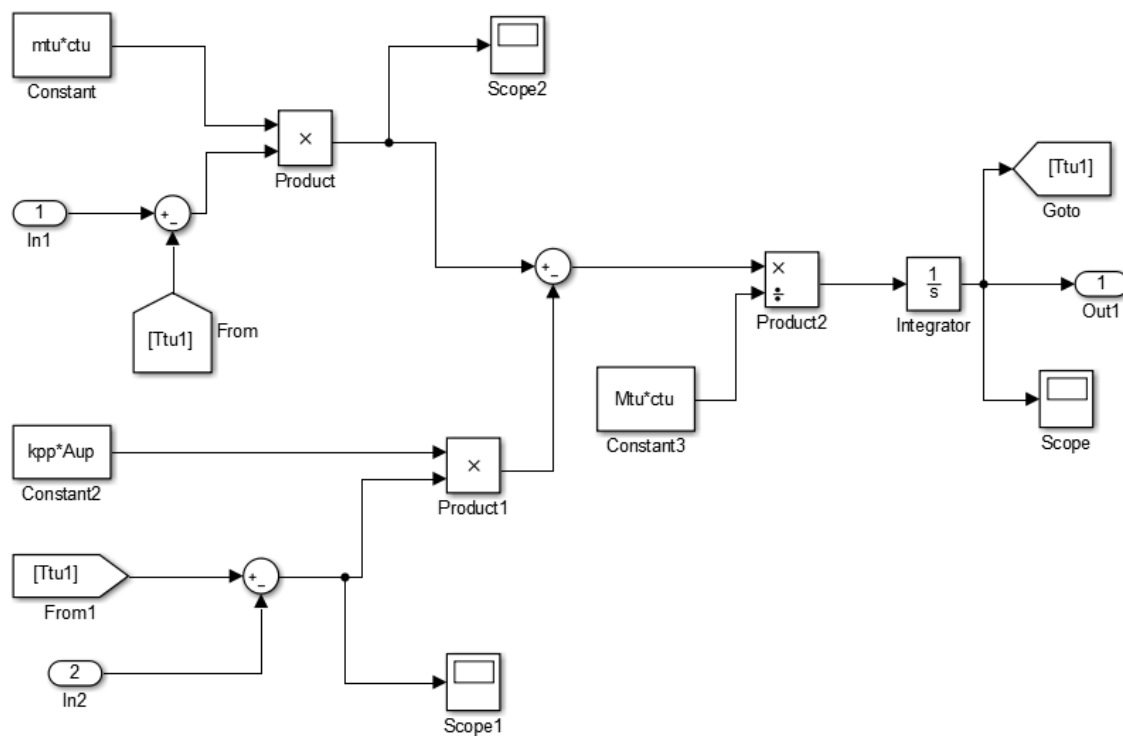 mtu*ctu
Constant
Scope2
×
Product
1
In1
+
−
[Ttu1]
From
[Ttu1]
Goto
+
−
×
÷
Product2
1
s
Integrator
1
Out1
Mtu*ctu
Constant3
Scope
kpp*Aup
Constant2
×
Product1
[Ttu1]
From1
+
−
2
In2
Scope1